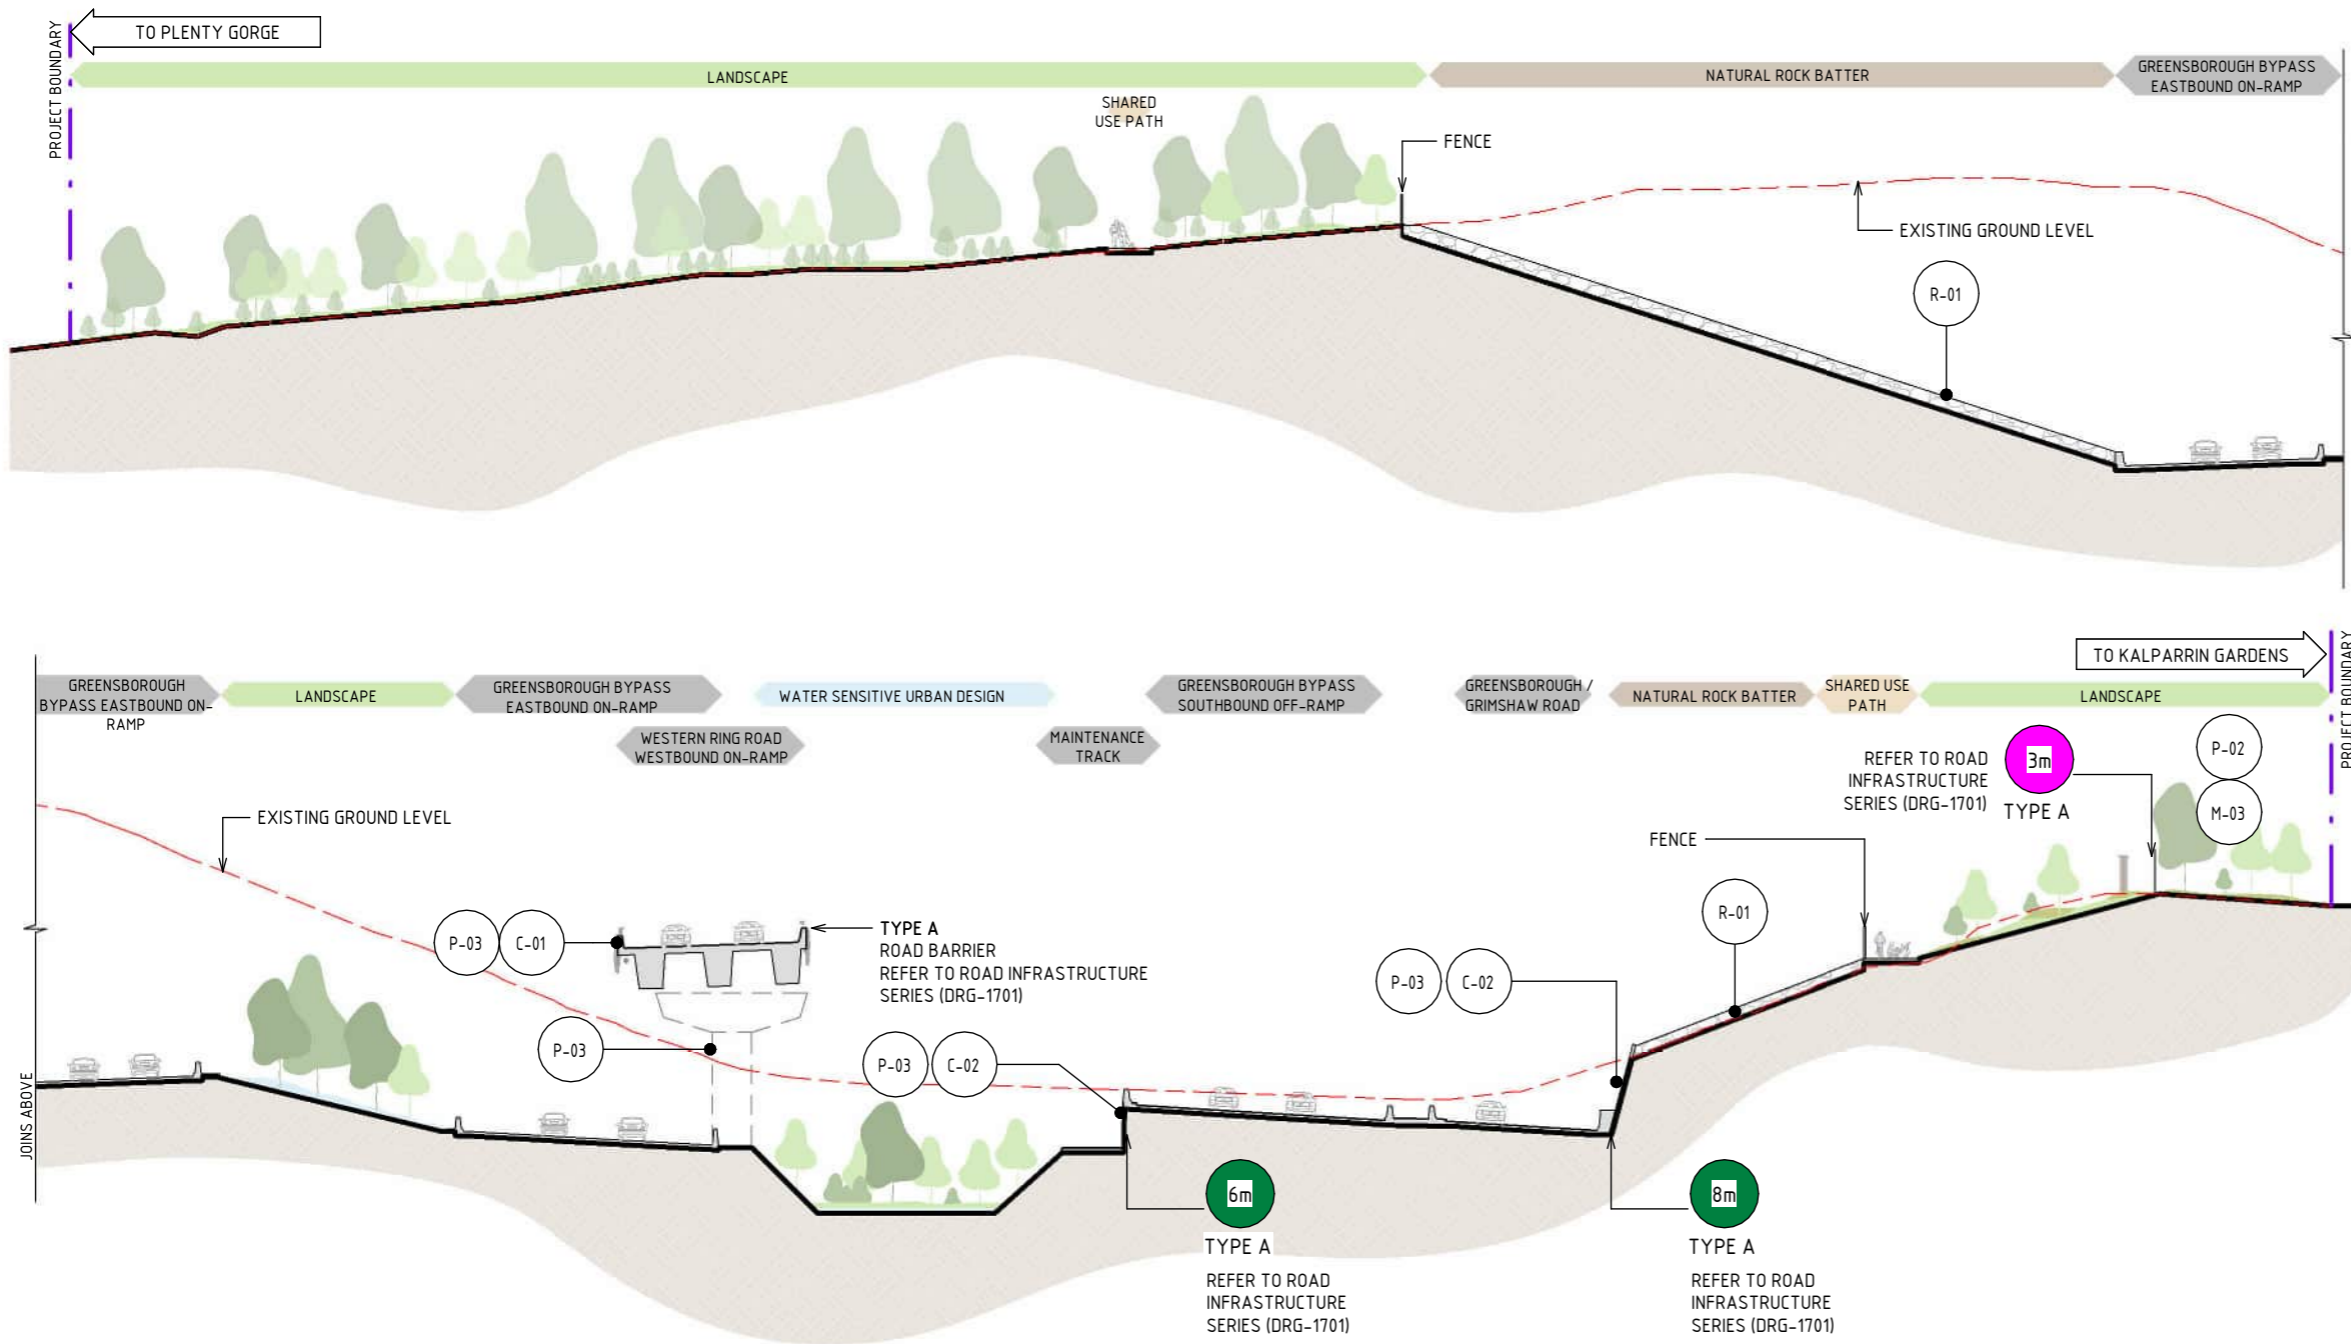 PROJECT BOUNDARY
TO PLENTY GORGE
LANDSCAPE
NATURAL ROCK BATTER
GREENSBOROUGH BYPASS
EASTBOUND ON-RAMP
SHARED
USE PATH
FENCE
EXISTING GROUND LEVEL
R-01
TO KALPARRIN GARDENS
PROJECT BOUNDARY
GREENSBOROUGH
BYPASS EASTBOUND ON-
RAMP
LANDSCAPE
GREENSBOROUGH BYPASS
EASTBOUND ON-RAMP
WATER SENSITIVE URBAN DESIGN
GREENSBOROUGH BYPASS
SOUTHBOUND OFF-RAMP
GREENSBOROUGH /
GRIMSHAW ROAD
NATURAL ROCK BATTER
SHARED USE
PATH
LANDSCAPE
WESTERN RING ROAD
WESTBOUND ON-RAMP
MAINTENANCE
TRACK
REFER TO ROAD
INFRASTRUCTURE
SERIES (DRG-1701)
3m
TYPE A
P-02
M-03
EXISTING GROUND LEVEL
FENCE
P-03
C-01
TYPE A
ROAD BARRIER
REFER TO ROAD INFRASTRUCTURE
SERIES (DRG-1701)
R-01
P-03
C-02
P-03
P-03
C-02
JOINS ABOVE
6m
TYPE A
REFER TO ROAD
INFRASTRUCTURE
SERIES (DRG-1701)
8m
TYPE A
REFER TO ROAD
INFRASTRUCTURE
SERIES (DRG-1701)